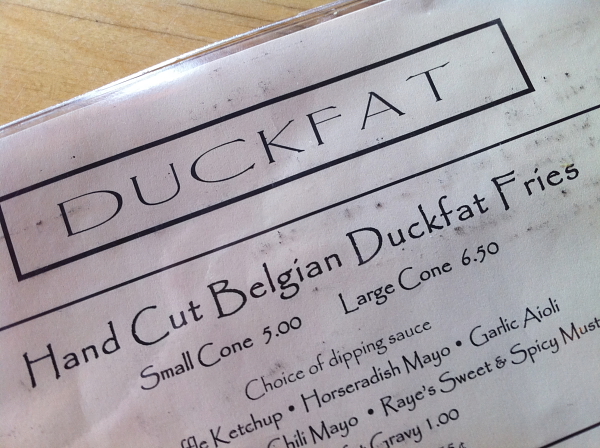 DUCKFAT
Hand Cut Belgian Duckfat Fries
Small Cone 5.00 Large Cone 6.50
Choice of dipping sauce
Ketchup • Horseradish Mayo • Garlic Aioli
Chili Mayo • Raye's Sweet & Spicy Must
Gravy 1.00